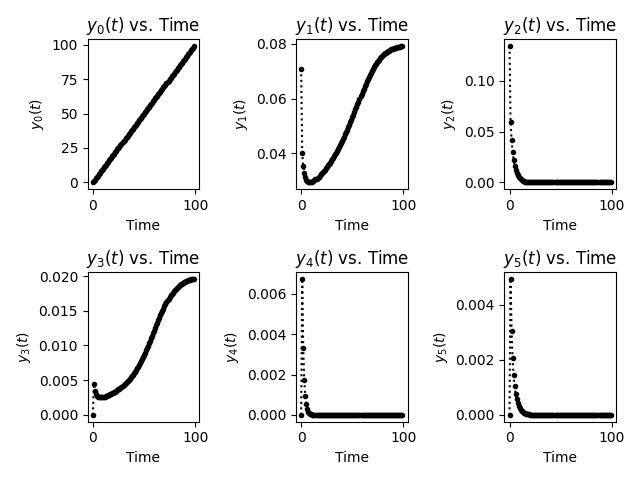 y₀(t) vs. Time
y₀(t)
100
75
50
25
0
0
100
Time
y₁(t) vs. Time
y₁(t)
0.08
0.06
0.04
0
100
Time
y₂(t) vs. Time
y₂(t)
0.10
0.05
0.00
0
100
Time
y₃(t) vs. Time
y₃(t)
0.020
0.015
0.010
0.005
0.000
0
100
Time
y₄(t) vs. Time
y₄(t)
0.006
0.004
0.002
0.000
0
100
Time
y₅(t) vs. Time
y₅(t)
0.004
0.002
0.000
0
100
Time